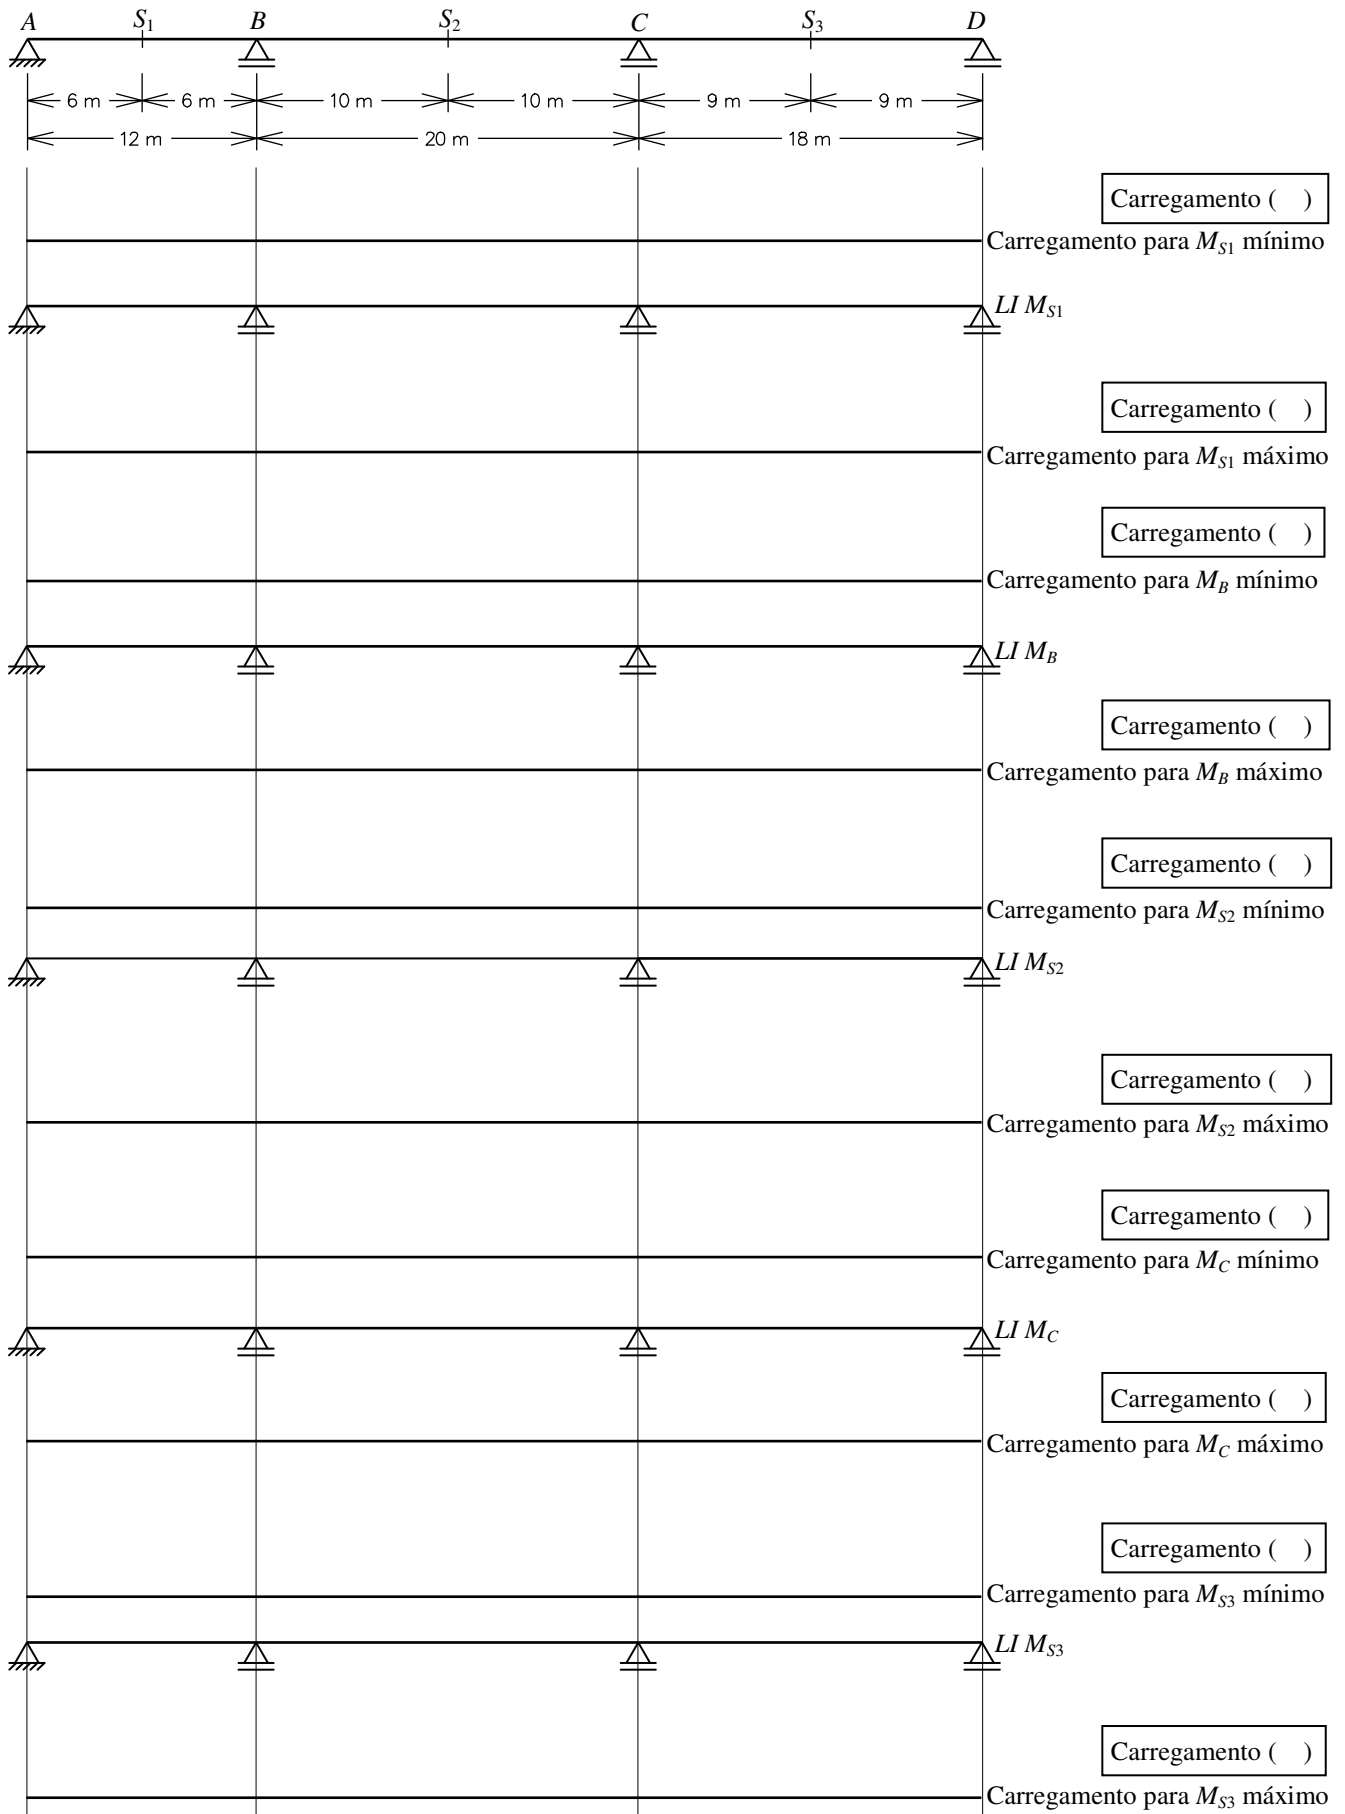 A S1 B S2 C S3 D
6 m 6 m 10 m 10 m 9 m 9 m
12 m 20 m 18 m
Carregamento ( )
Carregamento para MS1 mínimo
LI MS1
Carregamento ( )
Carregamento para MS1 máximo
Carregamento ( )
Carregamento para MB mínimo
LI MB
Carregamento ( )
Carregamento para MB máximo
Carregamento ( )
Carregamento para MS2 mínimo
LI MS2
Carregamento ( )
Carregamento para MS2 máximo
Carregamento ( )
Carregamento para MC mínimo
LI MC
Carregamento ( )
Carregamento para MC máximo
Carregamento ( )
Carregamento para MS3 mínimo
LI MS3
Carregamento ( )
Carregamento para MS3 máximo